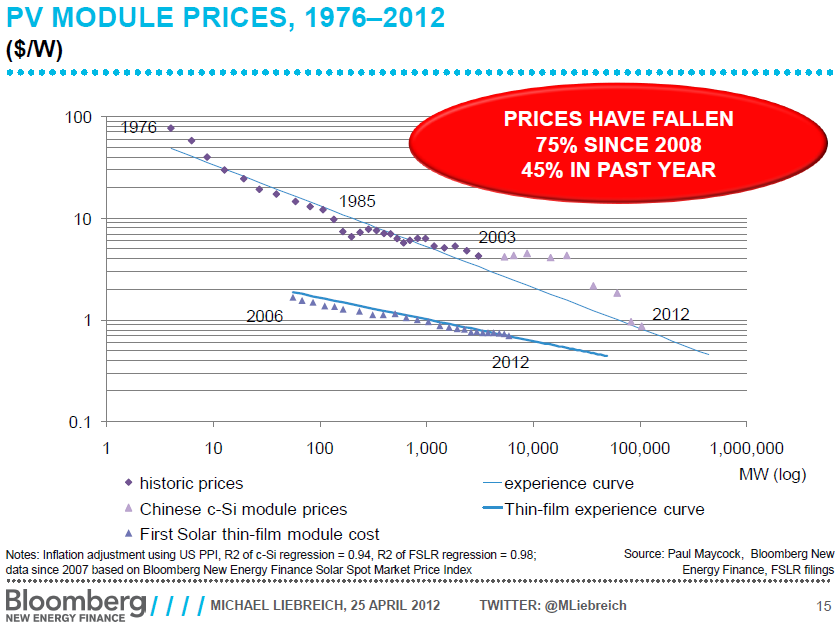 PV MODULE PRICES, 1976–2012
($/W)
PRICES HAVE FALLEN
75% SINCE 2008
45% IN PAST YEAR
100
10
1
0.1
1976
1985
2003
2012
2006
2012
1 10 100 1,000 10,000 100,000 1,000,000
MW (log)
historic prices
experience curve
Chinese c-Si module prices
Thin-film experience curve
First Solar thin-film module cost
Notes: Inflation adjustment using US PPI, R2 of c-Si regression = 0.94, R2 of FSLR regression = 0.98;
data since 2007 based on Bloomberg New Energy Finance Solar Spot Market Price Index
Source: Paul Maycock, Bloomberg New
Energy Finance, FSLR filings
Bloomberg
NEW ENERGY FINANCE
//// MICHAEL LIEBREICH, 25 APRIL 2012 TWITTER: @MLiebreich 15